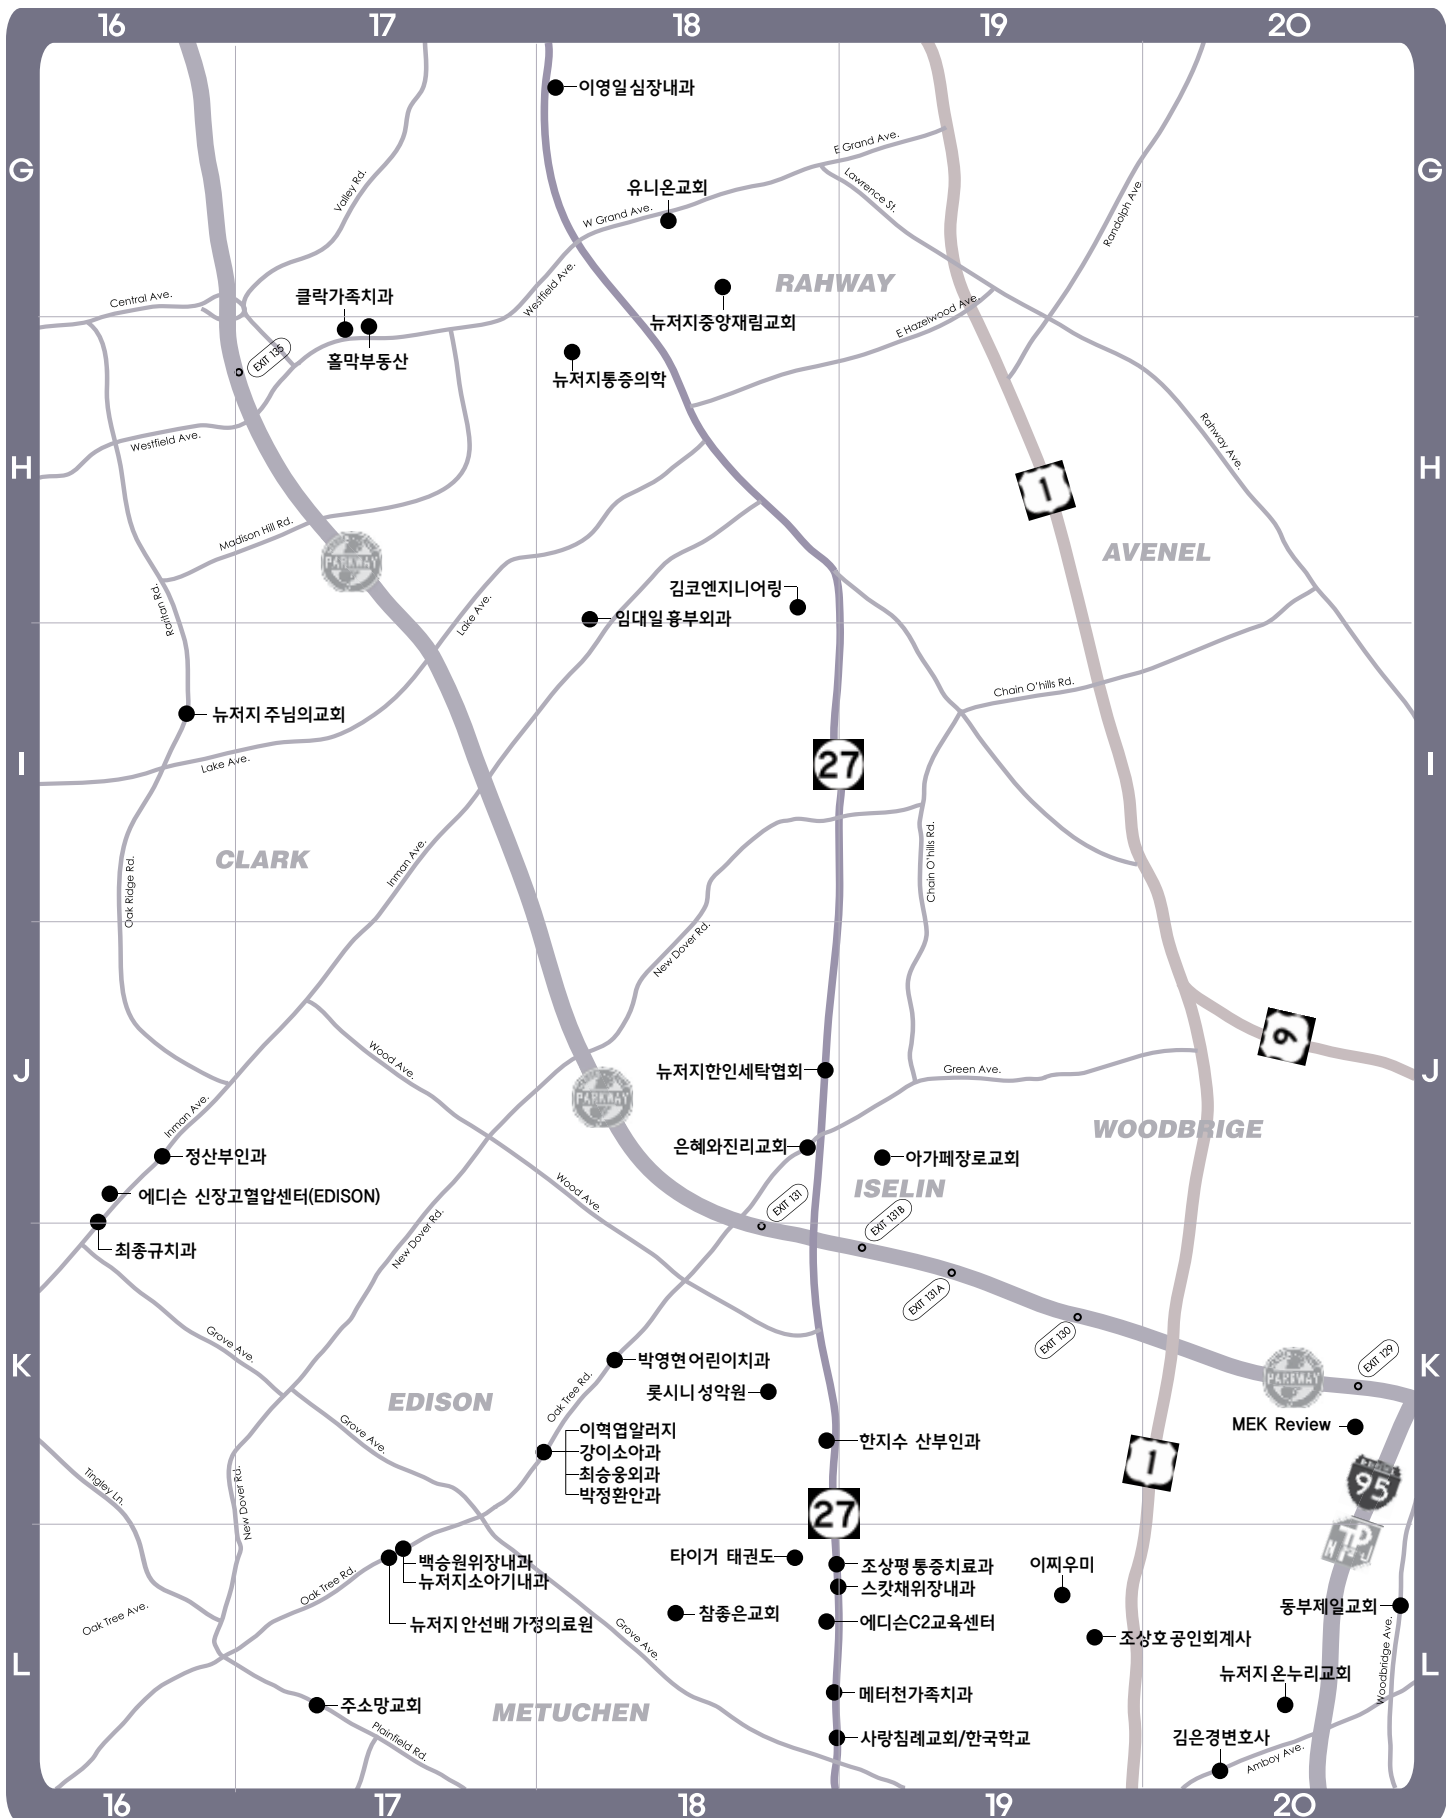 16 17 18 19 20
이영일심장내과
G G
E Grand Ave.
Lawrence St.
Valley Rd.
유니온교회
W Grand Ave.
Randolph Ave
RAHWAY
Westfield Ave.
Central Ave.
클락가족치과
뉴저지중앙재림교회
E Hazelwood Ave.
EXIT 135
홀막부동산
뉴저지통증의학
Westfield Ave.
Rahway Ave.
H H
1
Madison Hill Rd.
PARKWAY
AVENEL
Raritan Rd.
Lake Ave.
김코엔지니어링
임대일흉부외과
Chain O'hills Rd.
뉴저지 주님의교회
Lake Ave.
I I
27
CLARK
Inman Ave.
Oak Ridge Rd.
Chain O'hills Rd.
New Dover Rd.
9
Wood Ave.
뉴저지한인세탁협회
Green Ave.
J J
PARKWAY
Inman Ave.
WOODBRIGE
정산부인과
은혜와진리교회
아가페장로교회
에디슨 신장고혈압센터(EDISON)
Wood Ave.
ISELIN
EXIT 131
EXIT 131B
최종규치과
New Dover Rd.
EXIT 131A
EXIT 130
Grove Ave.
박영현어린이치과
K K
EXIT 129
PARKWAY
EDISON
Oak Tree Rd.
롯시니성악원
MEK Review
Grove Ave.
이혁엽알러지
강이소아과
최승웅외과
박정환안과
한지수 산부인과
1
95
Tingley Ln.
New Dover Rd.
27
TP
NJ
타이거 태권도
조상평통증치료과
이찌우미
백승원위장내과
뉴저지소아기내과
스캇채위장내과
Oak Tree Rd.
Oak Tree Ave.
뉴저지안선배가정의료원
참좋은교회
에디슨C2교육센터
동부제일교회
조상호공인회계사
Grove Ave.
Woodbridge Ave.
L L
뉴저지온누리교회
메터천가족치과
주소망교회
METUCHEN
Plainfield Rd.
사랑침례교회/한국학교
김은경변호사
Amboy Ave.
16 17 18 19 20